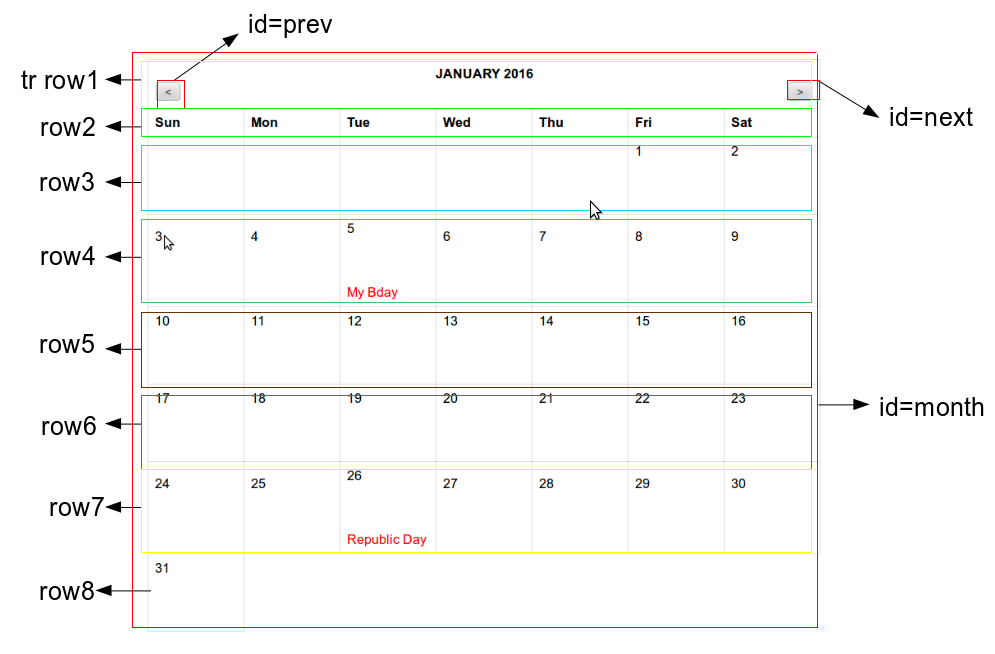 id=prev
tr row1
JANUARY 2016
<
>
id=next
row2
Sun Mon Tue Wed Thu Fri Sat
row3
1 2
row4
3 4 5 6 7 8 9
My Bday
row5
10 11 12 13 14 15 16
row6
17 18 19 20 21 22 23
id=month
row7
24 25 26 27 28 29 30
Republic Day
row8
31